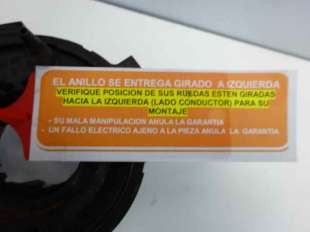 EL ANILLO SE ENTREGA GIRADO A IZQUIERDA
VERIFIQUE POSICION DE SUS RUEDAS ESTEN GIRADAS
HACIA LA IZQUIERDA (LADO CONDUCTOR) PARA SU
MONTAJE
- SU MALA MANIPULACION ANULA LA GARANTIA
- UN FALLO ELECTRICO AJENO A LA PIEZA ANULA LA GARANTIA